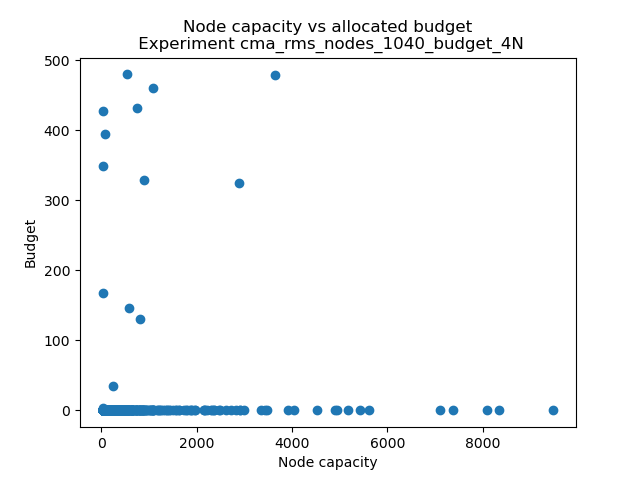 Node capacity vs allocated budget
Experiment cma_rms_nodes_1040_budget_4N
500
400
300
200
100
0
Budget
0 2000 4000 6000 8000
Node capacity